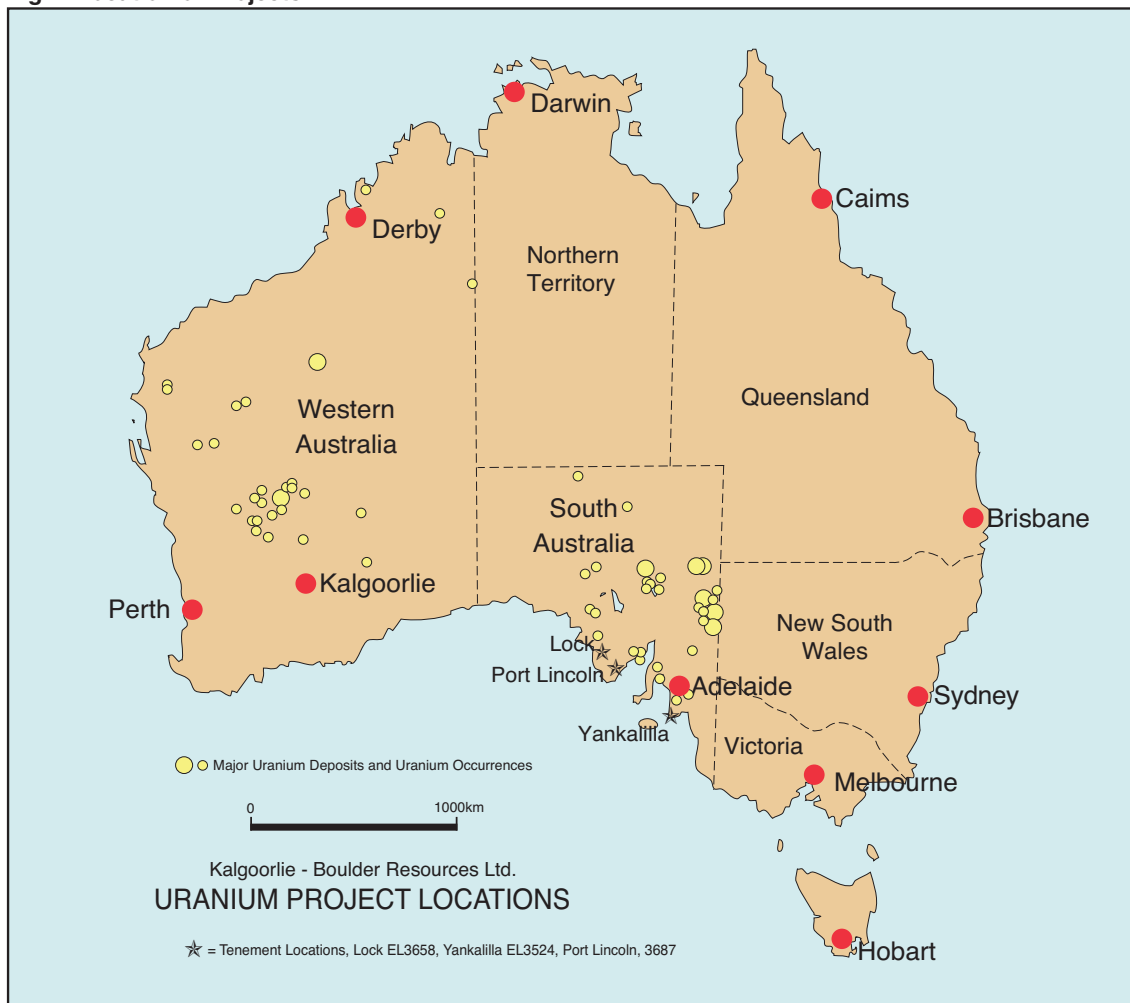 Darwin
Cairns
Derby
Northern
Territory
Queensland
Western
Australia
South
Australia
Brisbane
Kalgoorlie
Perth
New South
Wales
Lock
Port Lincoln
Adelaide
Sydney
Yankalilla
Victoria
Major Uranium Deposits and Uranium Occurrences
Melbourne
0 1000km
Kalgoorlie - Boulder Resources Ltd.
URANIUM PROJECT LOCATIONS
= Tenement Locations, Lock EL3658, Yankalilla EL3524, Port Lincoln, 3687
Hobart